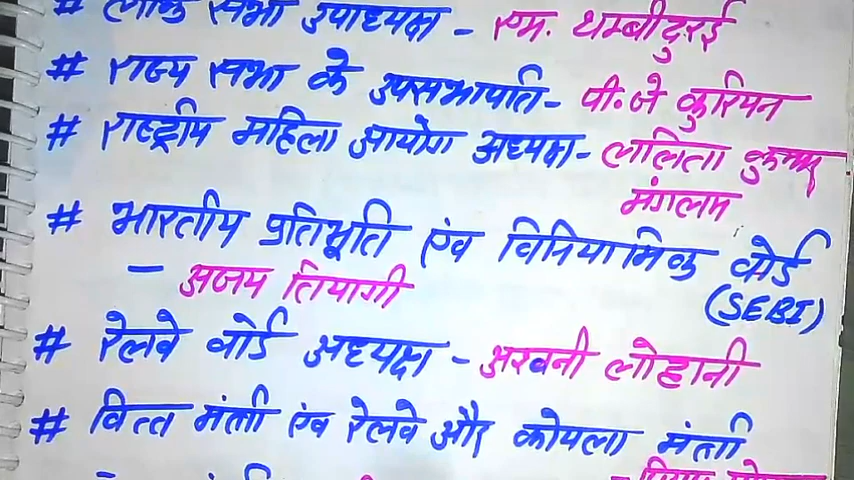 # लोक सभा उपाध्यक्ष - एम. थम्बीदुरई
# राज्य सभा के उपसभापति - पी.जे कुरियन
# राष्ट्रीय महिला आयोग अध्यक्ष - ललिता कुमार
मंगलम
# भारतीय प्रतिभूति एंव विनियामिक बोर्ड
- अजय तियागी (SEBI)
# रेलवे बोर्ड अध्यक्ष - अश्वनी लोहानी
# वित्त मंत्री एंव रेलवे और कोयला मंत्री